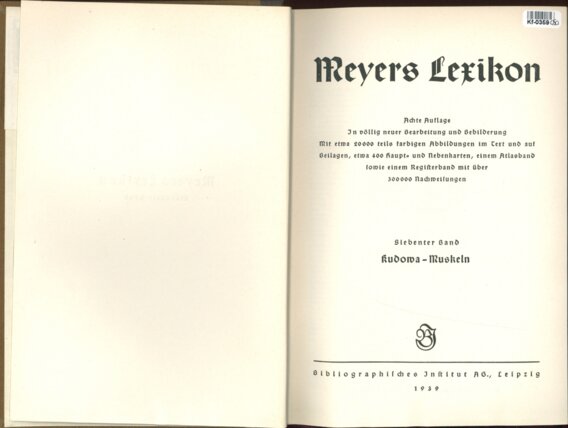 Kf-0359
Meyers Lexikon
Achte Auflage
In völlig neuer Bearbeitung und Bebilderung
Mit etwa 20000 teils farbigen Abbildungen im Text und auf
Beilagen, etwa 400 Haupt- und Nebenkarten, einem Atlasband
sowie einem Registerband mit über
300000 Nachweisungen
Siebenter Band
Kudowa–Muskeln
BI
Bibliographisches Institut AG., Leipzig
1939